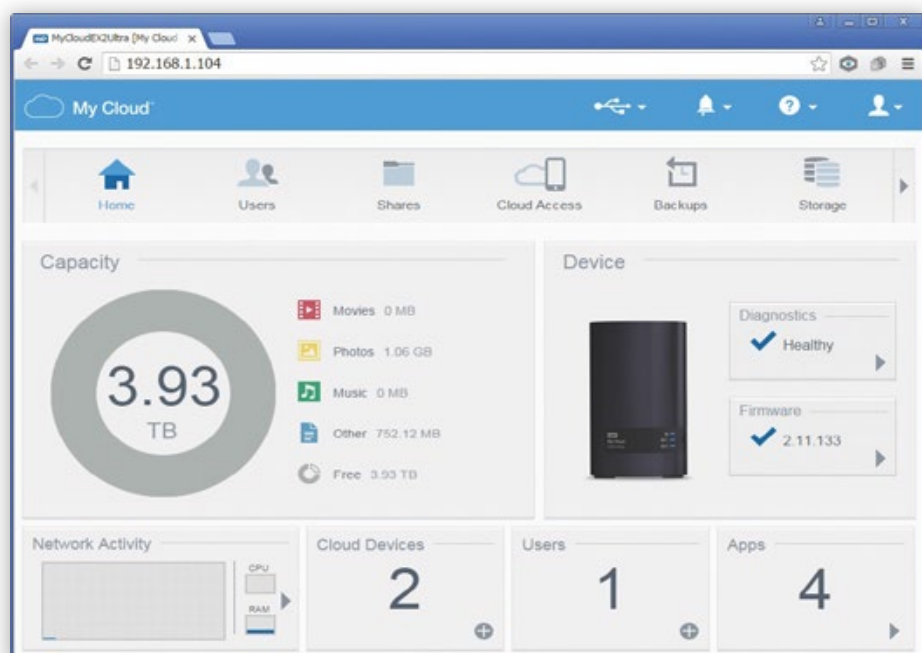 MyCloudEX2Ultra [My Cloud
192.168.1.104
My Cloud
Home
Users
Shares
Cloud Access
Backups
Storage
Capacity
3.93
TB
Movies 0 MB
Photos 1.06 GB
Music 0 MB
Other 752.12 MB
Free 3.93 TB
Device
Diagnostics
Healthy
Firmware
2.11.133
Network Activity
CPU
RAM
Cloud Devices
2
Users
1
Apps
4